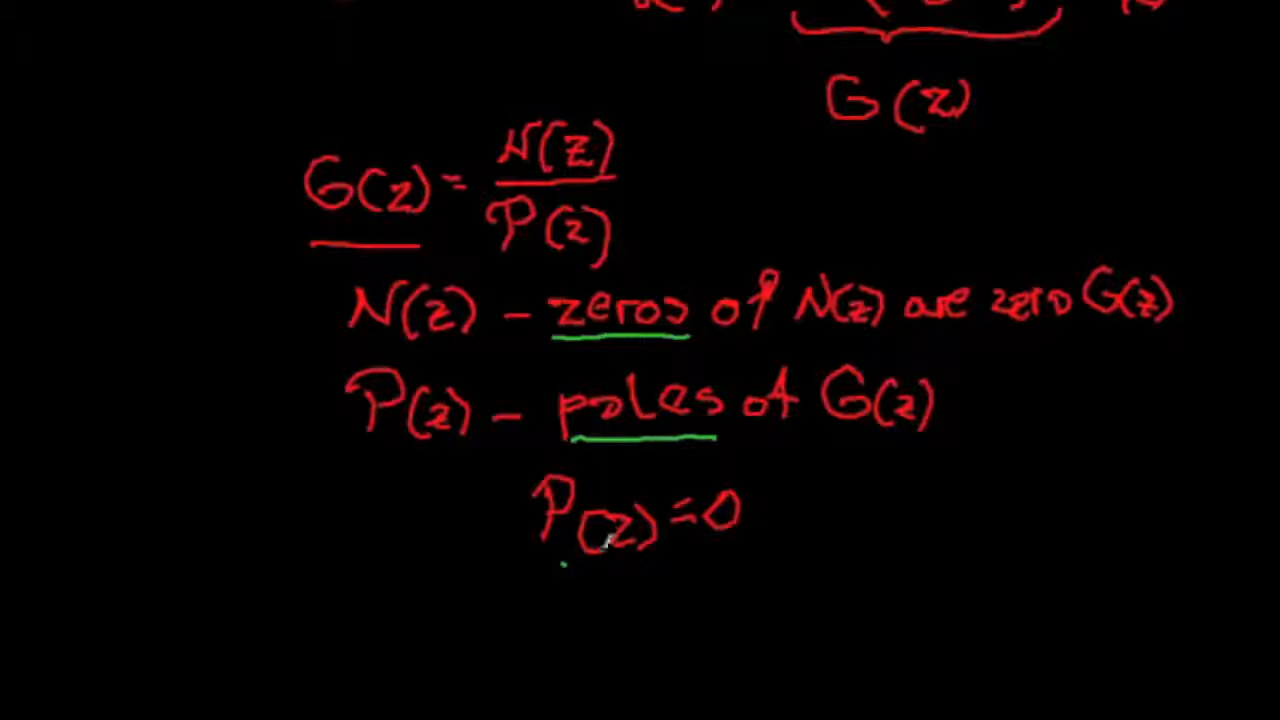 G(z)
G(z) = N(z) / P(z)
N(z) - zeros of N(z) are zero G(z)
P(z) - poles of G(z)
P(z) = 0